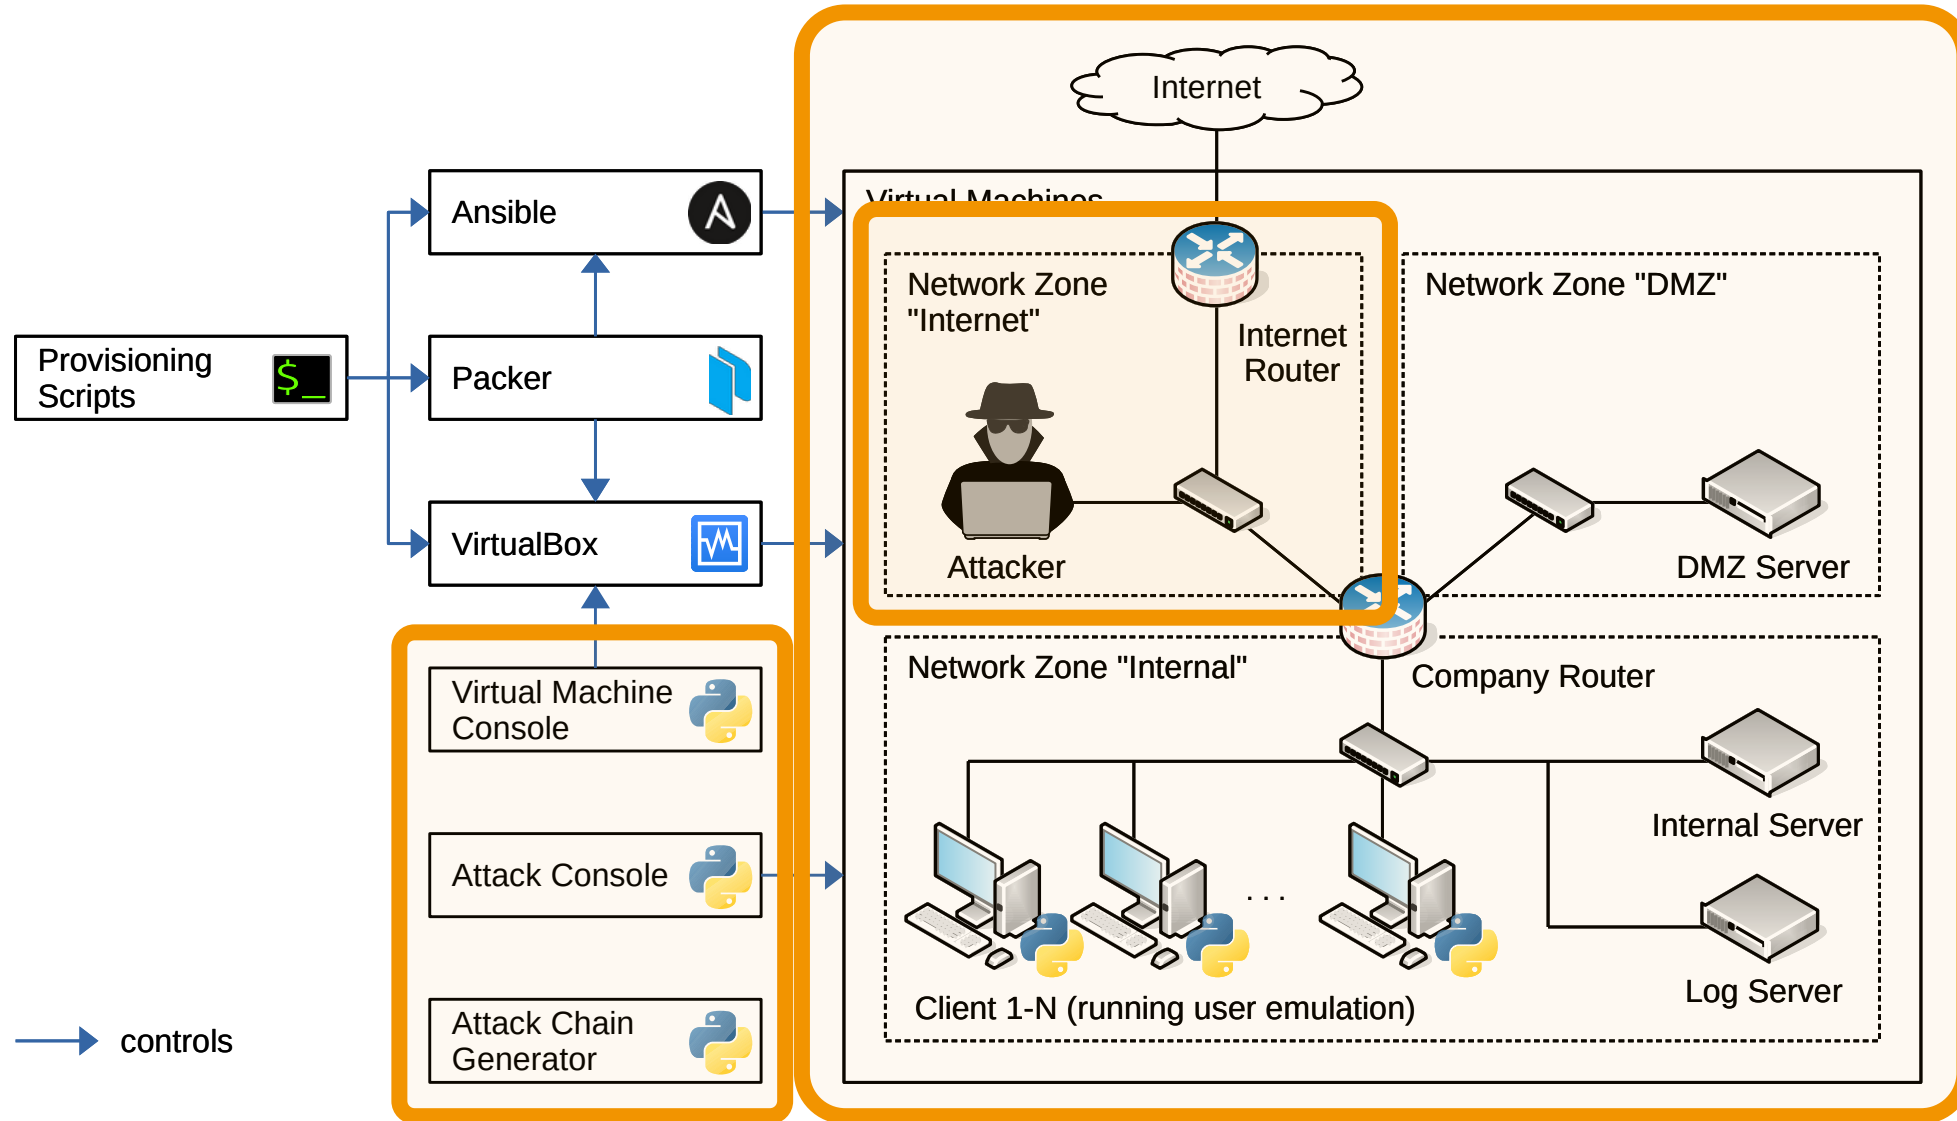 Internet
Virtual Machines
Ansible
Network Zone
"Internet"
Network Zone "DMZ"
Internet
Router
Provisioning
Scripts
$_
Packer
VirtualBox
Attacker
DMZ Server
Network Zone "Internal"
Company Router
Virtual Machine
Console
Internal Server
Attack Console
. . .
Log Server
Client 1-N (running user emulation)
Attack Chain
Generator
controls